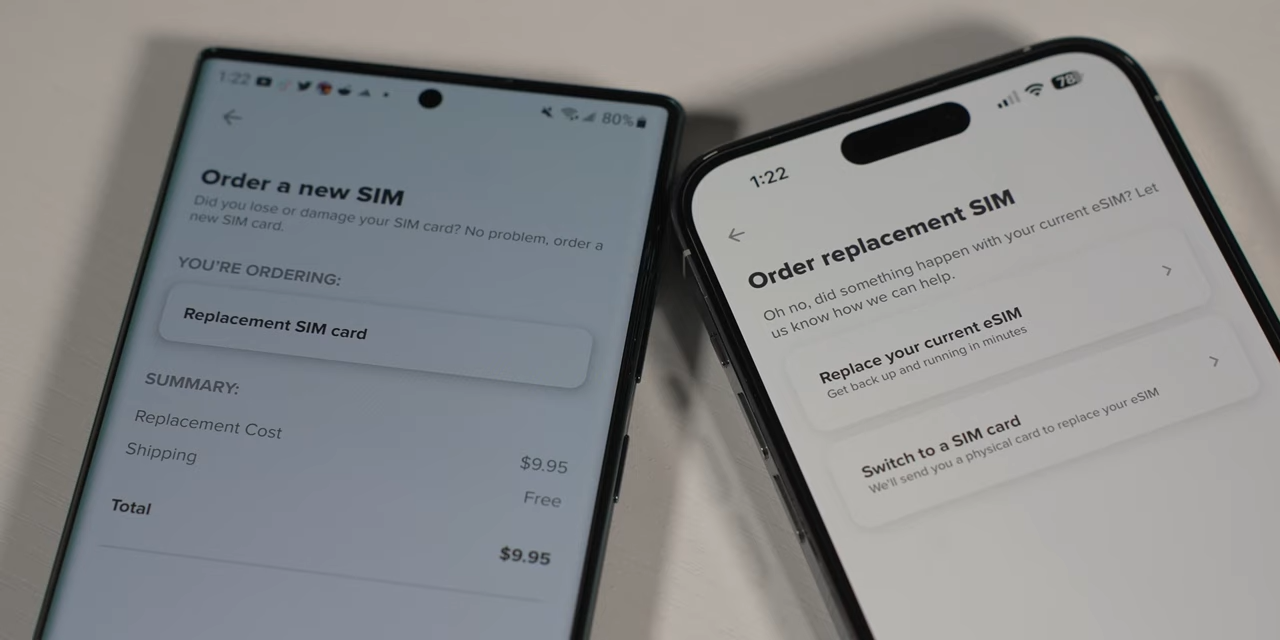 1:22
80%
Order a new SIM
Did you lose or damage your SIM card? No problem, order a
new SIM card.
YOU'RE ORDERING:
Replacement SIM card
SUMMARY:
Replacement Cost
$9.95
Shipping
Free
Total
$9.95
1:22
78
Order replacement SIM
Oh no, did something happen with your current eSIM? Let
us know how we can help.
Replace your current eSIM
Get back up and running in minutes
Switch to a SIM card
We'll send you a physical card to replace your eSIM